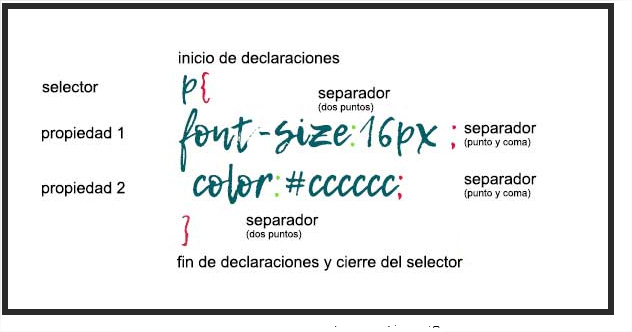 inicio de declaraciones
selector
p{
separador
(dos puntos)
propiedad 1
font-size:16px ;
separador
(punto y coma)
propiedad 2
color:#cccccc;
separador
(punto y coma)
}
separador
(dos puntos)
fin de declaraciones y cierre del selector